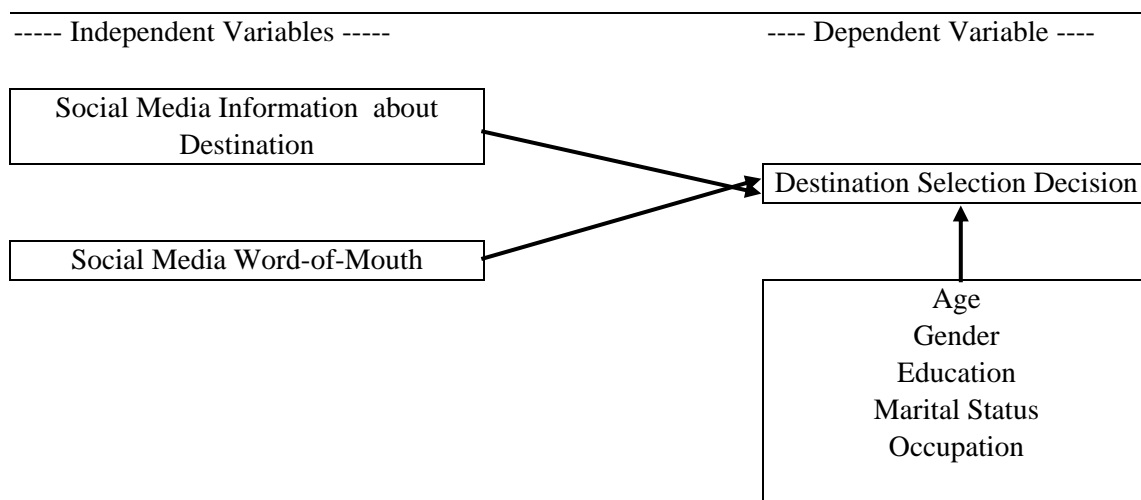 ----- Independent Variables -----
---- Dependent Variable ----
Social Media Information about
Destination
Destination Selection Decision
Social Media Word-of-Mouth
Age
Gender
Education
Marital Status
Occupation